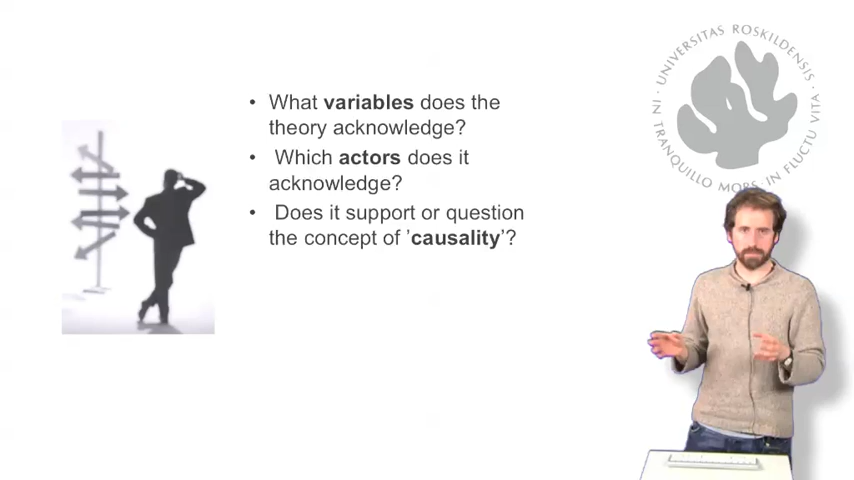 • What variables does the
theory acknowledge?
• Which actors does it
acknowledge?
• Does it support or question
the concept of ’causality’?
· UNIVERSITAS ROSKILDENSIS · IN TRANQUILLO MORS · IN FLUCTU VITA